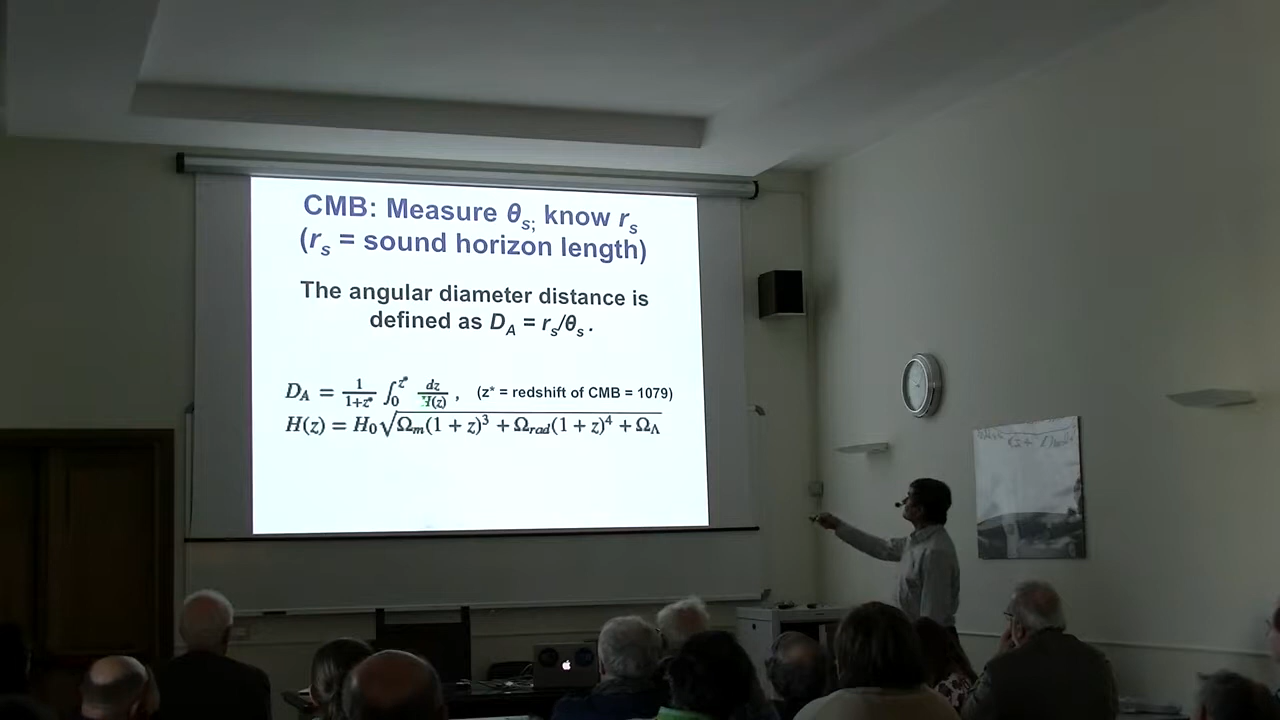 CMB: Measure θs; know rs
(rs = sound horizon length)
The angular diameter distance is
defined as DA = rs/θs .
DA = 1/(1+z*) ∫0^z* dz/H(z) , (z* = redshift of CMB = 1079)
H(z) = H0√(Ωm(1 + z)³ + Ωrad(1 + z)⁴ + ΩΛ)